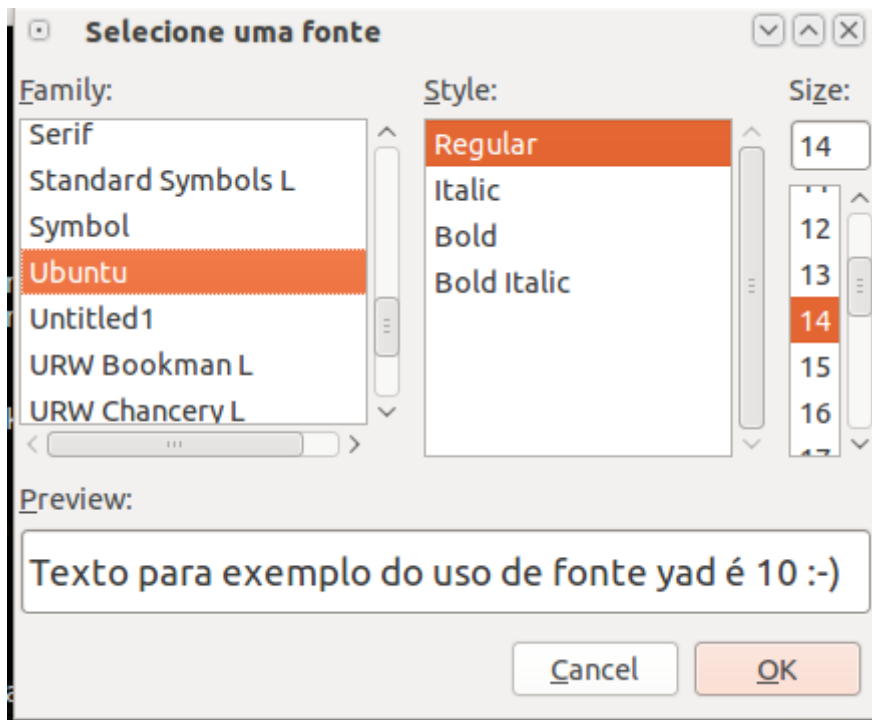 Selecione uma fonte
Family:
Serif
Standard Symbols L
Symbol
Ubuntu
Untitled1
URW Bookman L
URW Chancery L
Style:
Regular
Italic
Bold
Bold Italic
Size:
14
12
13
14
15
16
17
Preview:
Texto para exemplo do uso de fonte yad é 10 :-)
Cancel
OK